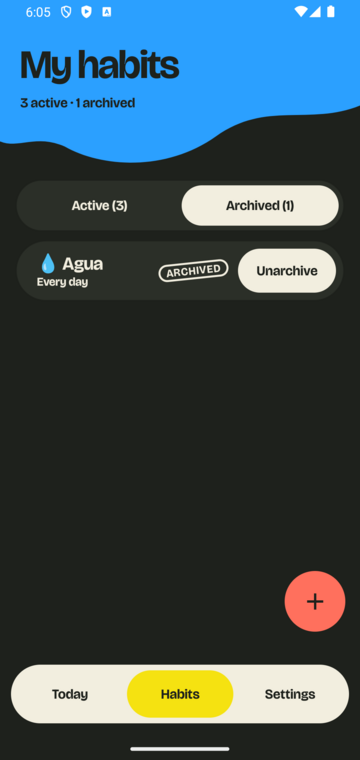 6:05
My habits
3 active · 1 archived
Active (3)
Archived (1)
💧 Agua
Every day
ARCHIVED
Unarchive
+
Today
Habits
Settings